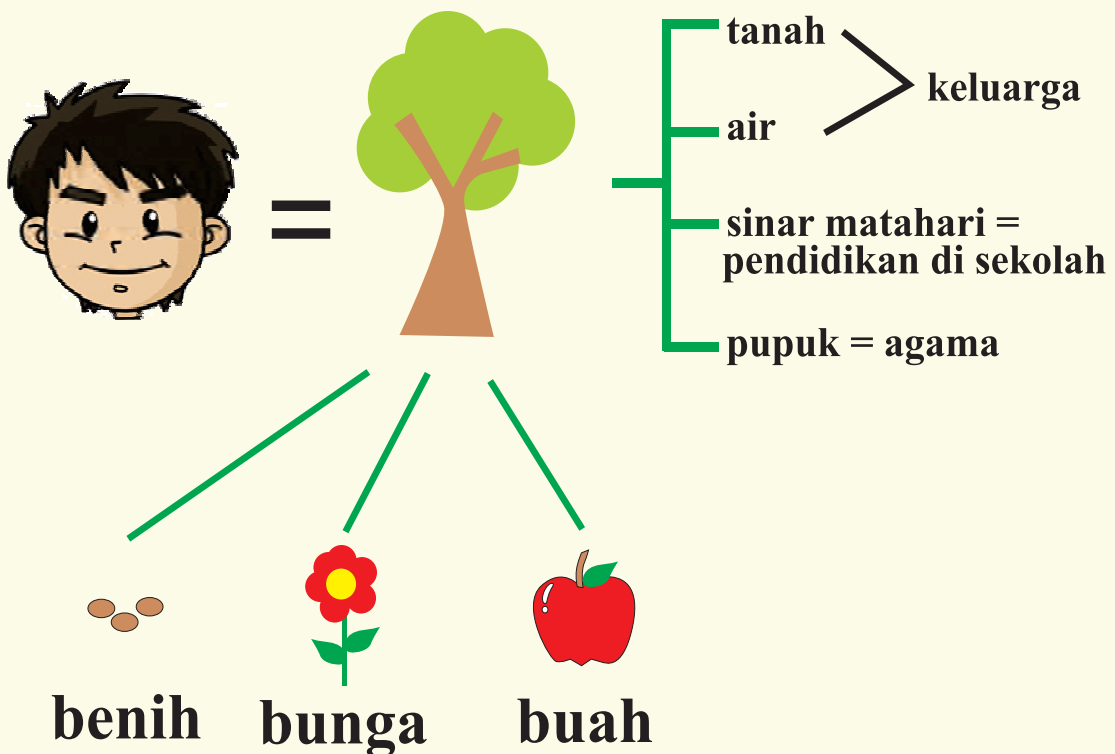 =
tanah
air
keluarga
sinar matahari =
pendidikan di sekolah
pupuk = agama
benih
bunga
buah